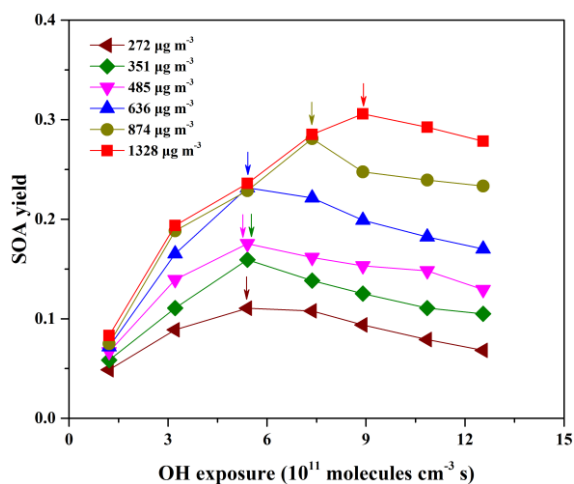 0.4
0.3
0.2
0.1
0.0
SOA yield
272 µg m⁻³
351 µg m⁻³
485 µg m⁻³
636 µg m⁻³
874 µg m⁻³
1328 µg m⁻³
0 3 6 9 12 15
OH exposure (10¹¹ molecules cm⁻³ s)